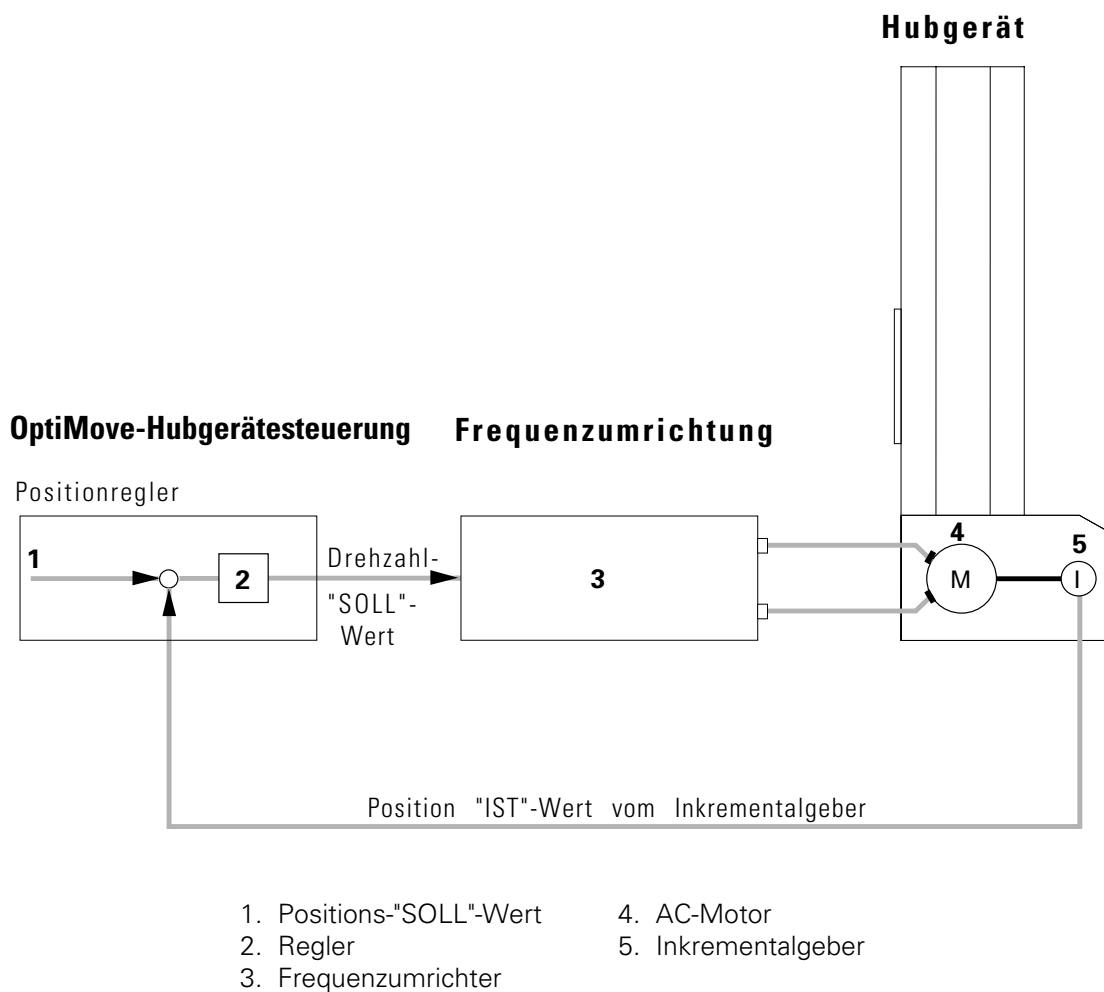 Hubgerät
OptiMove-Hubgerätesteuerung
Frequenzumrichtung
Positionregler
1
2
Drehzahl-
"SOLL"-
Wert
3
4
M
5
I
Position "IST"-Wert vom Inkrementalgeber
1. Positions-"SOLL"-Wert
2. Regler
3. Frequenzumrichter
4. AC-Motor
5. Inkrementalgeber